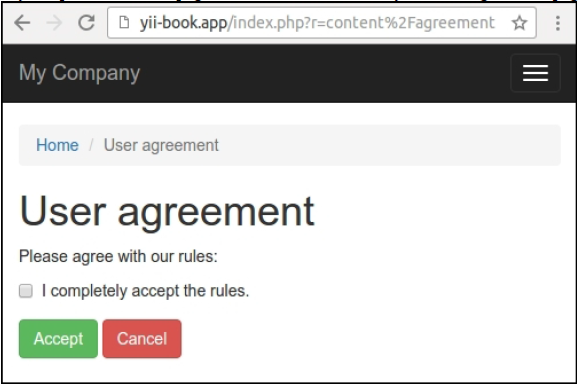 yii-book.app/index.php?r=content%2Fagreement
My Company
Home / User agreement
User agreement
Please agree with our rules:
I completely accept the rules.
Accept Cancel